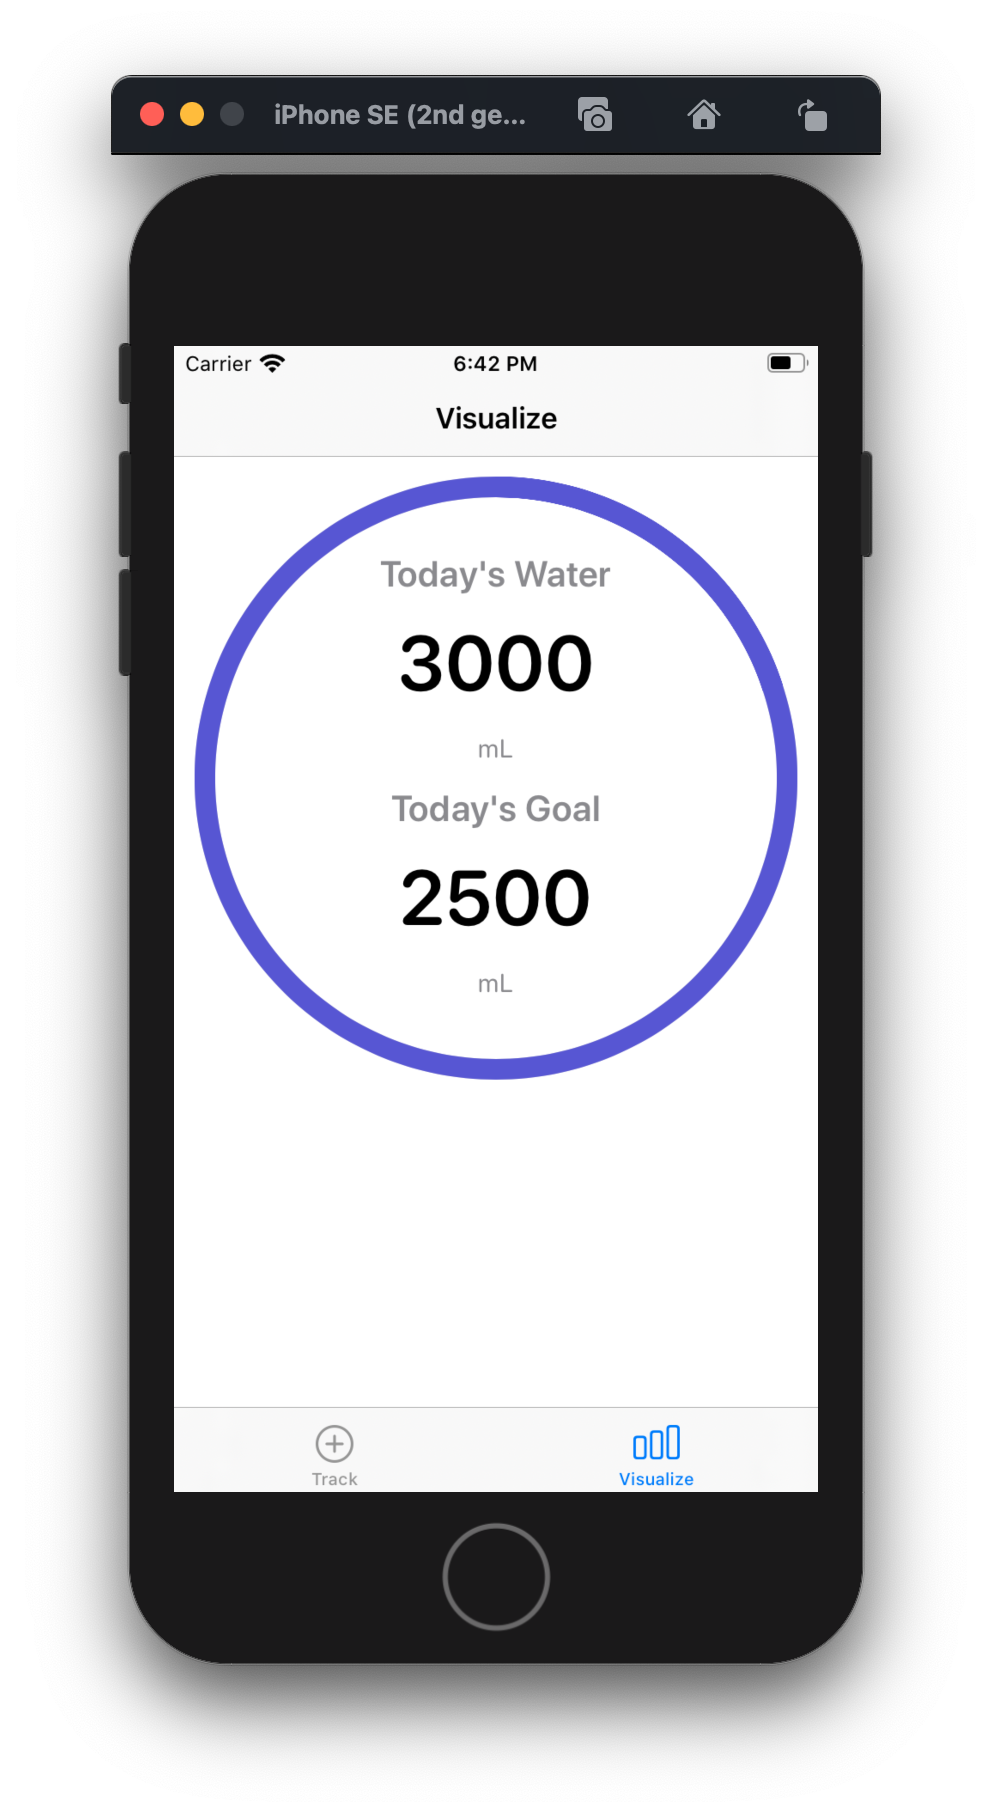 iPhone SE (2nd ge...
Carrier 6:42 PM
Visualize
Today's Water
3000
mL
Today's Goal
2500
mL
Track Visualize